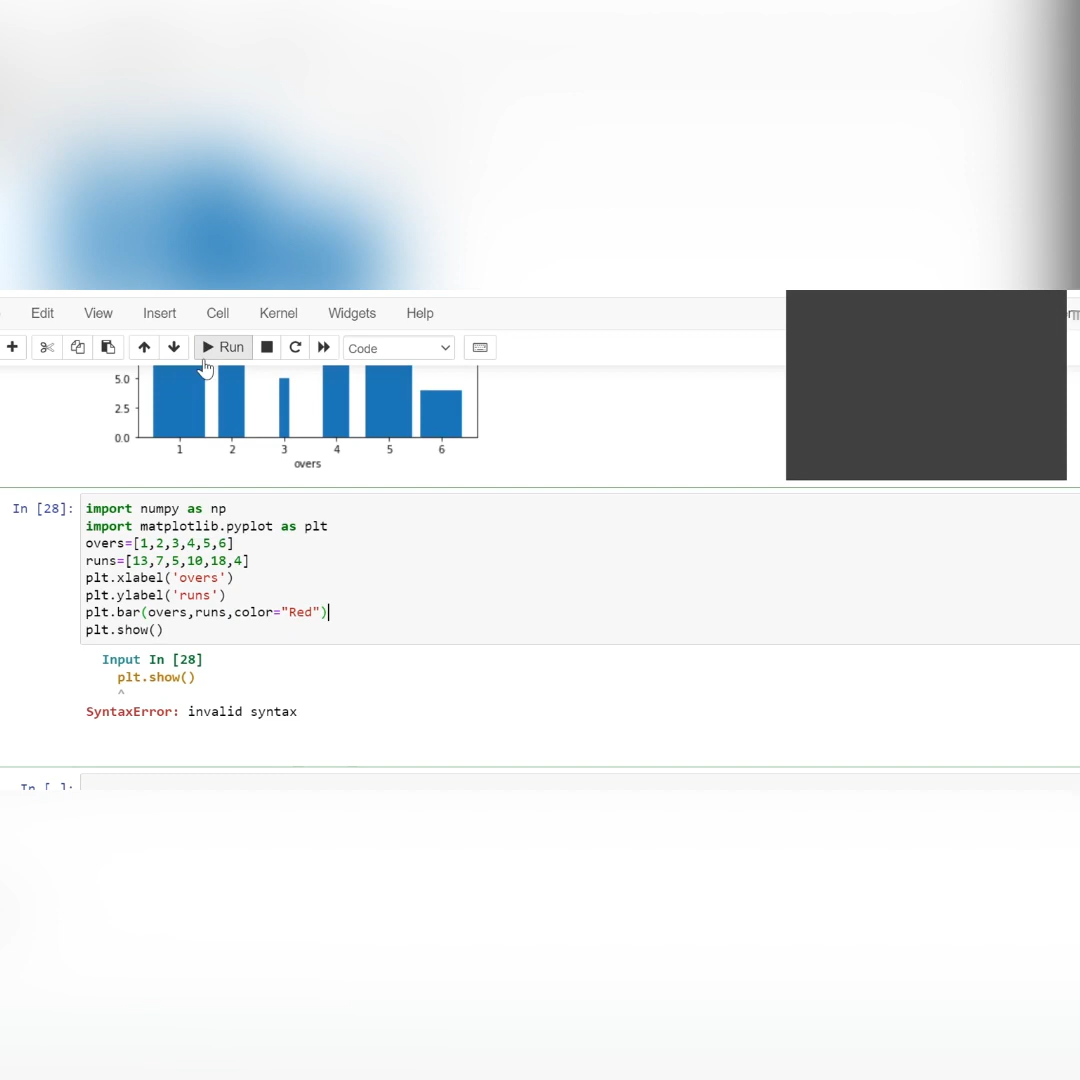 Edit View Insert Cell Kernel Widgets Help
Run Code
5.0
2.5
0.0
1 2 3 4 5 6
overs
In [28]: import numpy as np
import matplotlib.pyplot as plt
overs=[1,2,3,4,5,6]
runs=[13,7,5,10,18,4]
plt.xlabel('overs')
plt.ylabel('runs')
plt.bar(overs,runs,color="Red")
plt.show()
Input In [28]
plt.show()
^
SyntaxError: invalid syntax
In [ ]: